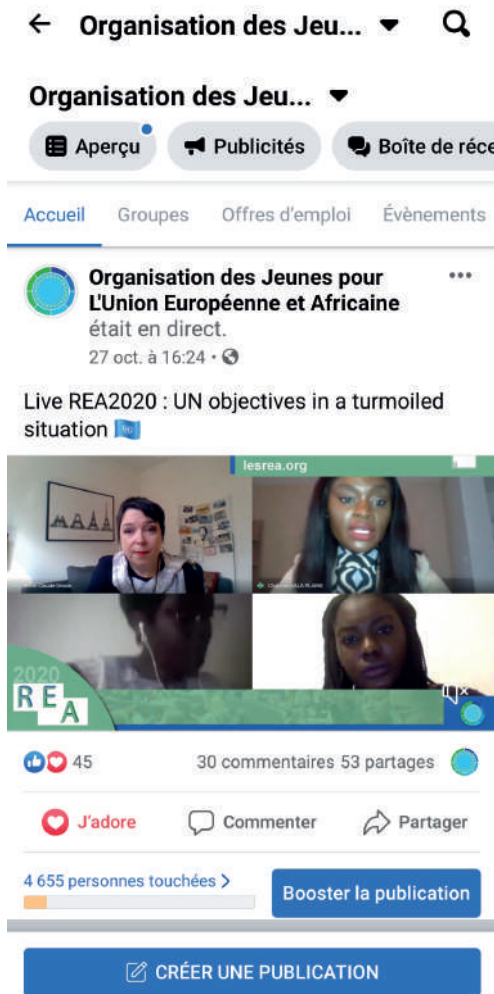 Organisation des Jeu...
Organisation des Jeu...
Aperçu Publicités Boîte de réce
Accueil Groupes Offres d'emploi Évènements
Organisation des Jeunes pour
L'Union Européenne et Africaine
était en direct.
27 oct. à 16:24
Live REA2020 : UN objectives in a turmoiled
situation
lesrea.org
2020
REA
45 30 commentaires 53 partages
J'adore Commenter Partager
4 655 personnes touchées
Booster la publication
CRÉER UNE PUBLICATION